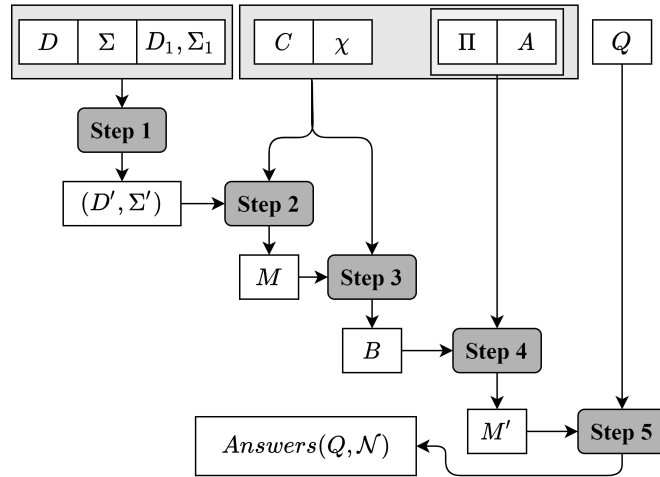 D Σ D₁, Σ₁ C χ Π A Q
Step 1
(D′, Σ′) Step 2
M Step 3
B Step 4
M′ Step 5
Answers(Q, 𝒩)